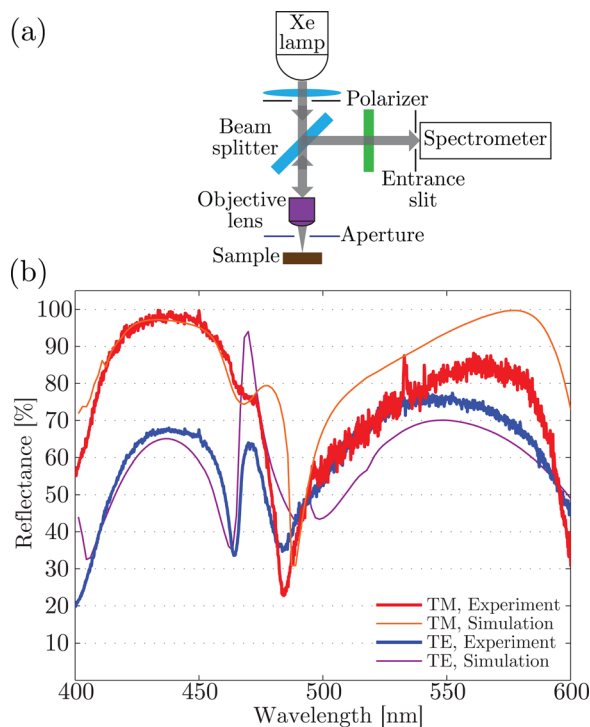 (a)
Xe
lamp
Polarizer
Beam
splitter
Spectrometer
Entrance
slit
Objective
lens
Aperture
Sample
(b)
100
90
80
70
60
50
40
30
20
10
Reflectance [%]
TM, Experiment
TM, Simulation
TE, Experiment
TE, Simulation
400 450 500 550 600
Wavelength [nm]